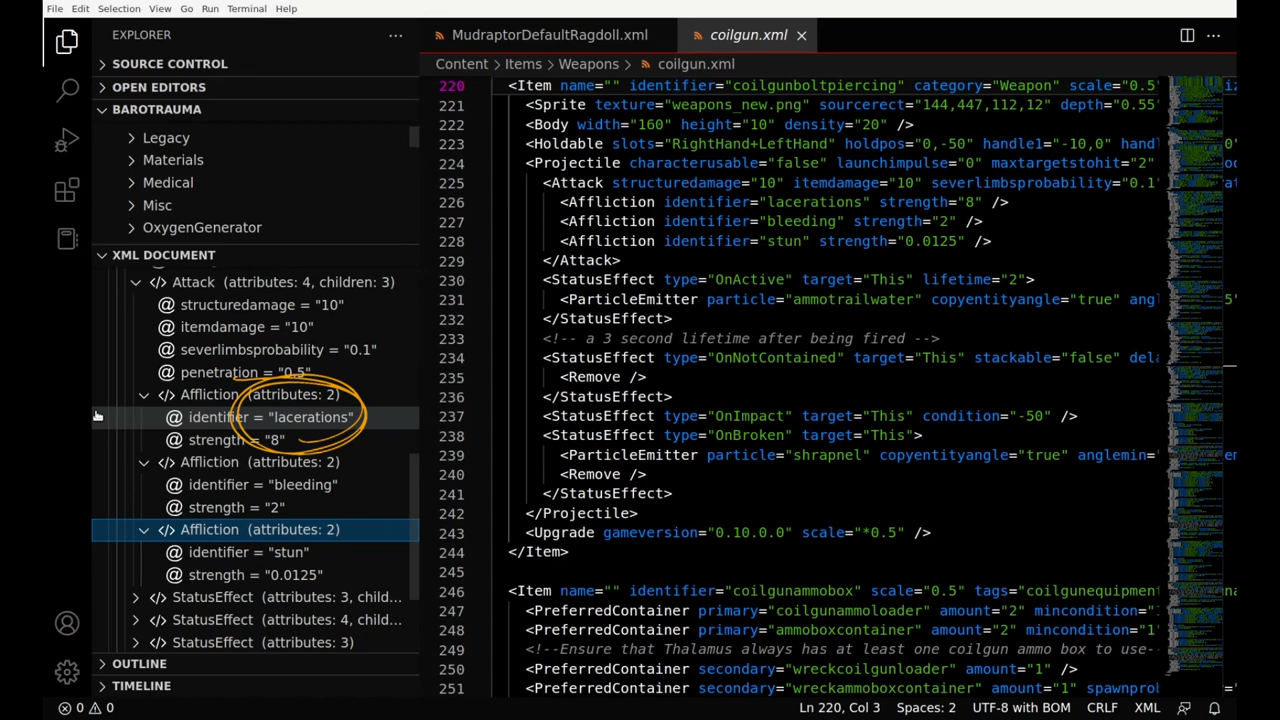 File Edit Selection View Go Run Terminal Help
EXPLORER
SOURCE CONTROL
OPEN EDITORS
BAROTRAUMA
Legacy
Materials
Medical
Misc
OxygenGenerator
XML DOCUMENT
Attack (attributes: 4, children: 3)
structuredamage = "10"
itemdamage = "10"
severlimbsprobability = "0.1"
penetration = "0.5"
Affliction (attributes: 2)
identifier = "lacerations"
strength = "8"
Affliction (attributes: 2)
identifier = "bleeding"
strength = "2"
Affliction (attributes: 2)
identifier = "stun"
strength = "0.0125"
StatusEffect (attributes: 3, child...
StatusEffect (attributes: 4, child...
StatusEffect (attributes: 3)
OUTLINE
TIMELINE
MudraptorDefaultRagdoll.xml
coilgun.xml
Content > Items > Weapons > coilgun.xml
220 <Item name="" identifier="coilgunboltpiercing" category="Weapon" scale="0.5"
221 <Sprite texture="weapons_new.png" sourcerect="144,447,112,12" depth="0.55"
222 <Body width="160" height="10" density="20" />
223 <Holdable slots="RightHand+LeftHand" holdpos="0,-50" handle1="-10,0" hand
224 <Projectile characterusable="false" launchimpulse="0" maxtargetstohit="2"
225 <Attack structuredamage="10" itemdamage="10" severlimbsprobability="0.1"
226 <Affliction identifier="lacerations" strength="8" />
227 <Affliction identifier="bleeding" strength="2" />
228 <Affliction identifier="stun" strength="0.0125" />
229 </Attack>
230 <StatusEffect type="OnActive" target="This" lifetime="2">
231 <ParticleEmitter particle="ammotrailwater" copyentityangle="true" angl
232 </StatusEffect>
233 <!-- a 3 second lifetime after being fired -->
234 <StatusEffect type="OnNotContained" target="This" stackable="false" dela
235 <Remove />
236 </StatusEffect>
237 <StatusEffect type="OnImpact" target="This" condition="-50" />
238 <StatusEffect type="OnBroken" target="This">
239 <ParticleEmitter particle="shrapnel" copyentityangle="true" anglemin="
240 <Remove />
241 </StatusEffect>
242 </Projectile>
243 <Upgrade gameversion="0.10.0.0" scale="*0.5" />
244 </Item>
245
246 <Item name="" identifier="coilgunammobox" scale="0.5" tags="coilgunequipment
247 <PreferredContainer primary="coilgunammoloader" amount="2" mincondition="
248 <PreferredContainer primary="ammoboxcontainer" amount="2" mincondition="1"
249 <!--Ensure that Thalamus always has at least one coilgun ammo box to use--
250 <PreferredContainer secondary="wreckcoilgunloader" amount="1" />
251 <PreferredContainer secondary="wreckammoboxcontainer" amount="1" spawnprob
0 0
Ln 220, Col 3 Spaces: 2 UTF-8 with BOM CRLF XML